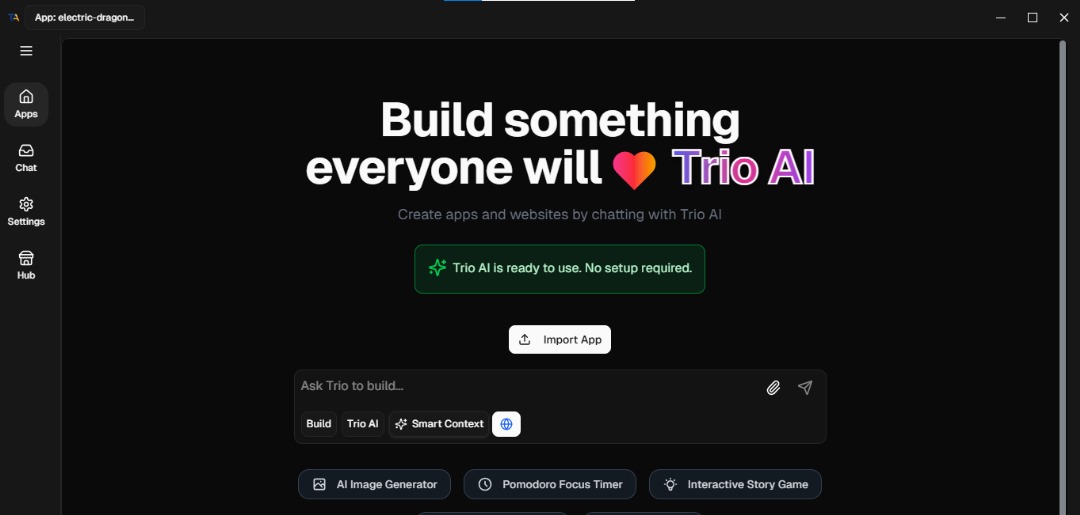 TA
App: electric-dragon...
Apps
Chat
Settings
Hub
Build something
everyone will Trio AI
Create apps and websites by chatting with Trio AI
Trio AI is ready to use. No setup required.
Import App
Ask Trio to build...
Build Trio AI Smart Context
AI Image Generator Pomodoro Focus Timer Interactive Story Game